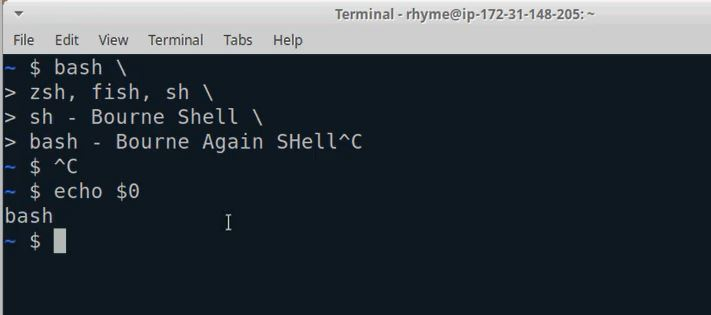 Terminal - rhyme@ip-172-31-148-205: ~
File Edit View Terminal Tabs Help
~ $ bash \
> zsh, fish, sh \
> sh - Bourne Shell \
> bash - Bourne Again SHell^C
~ $ ^C
~ $ echo $0
bash
~ $